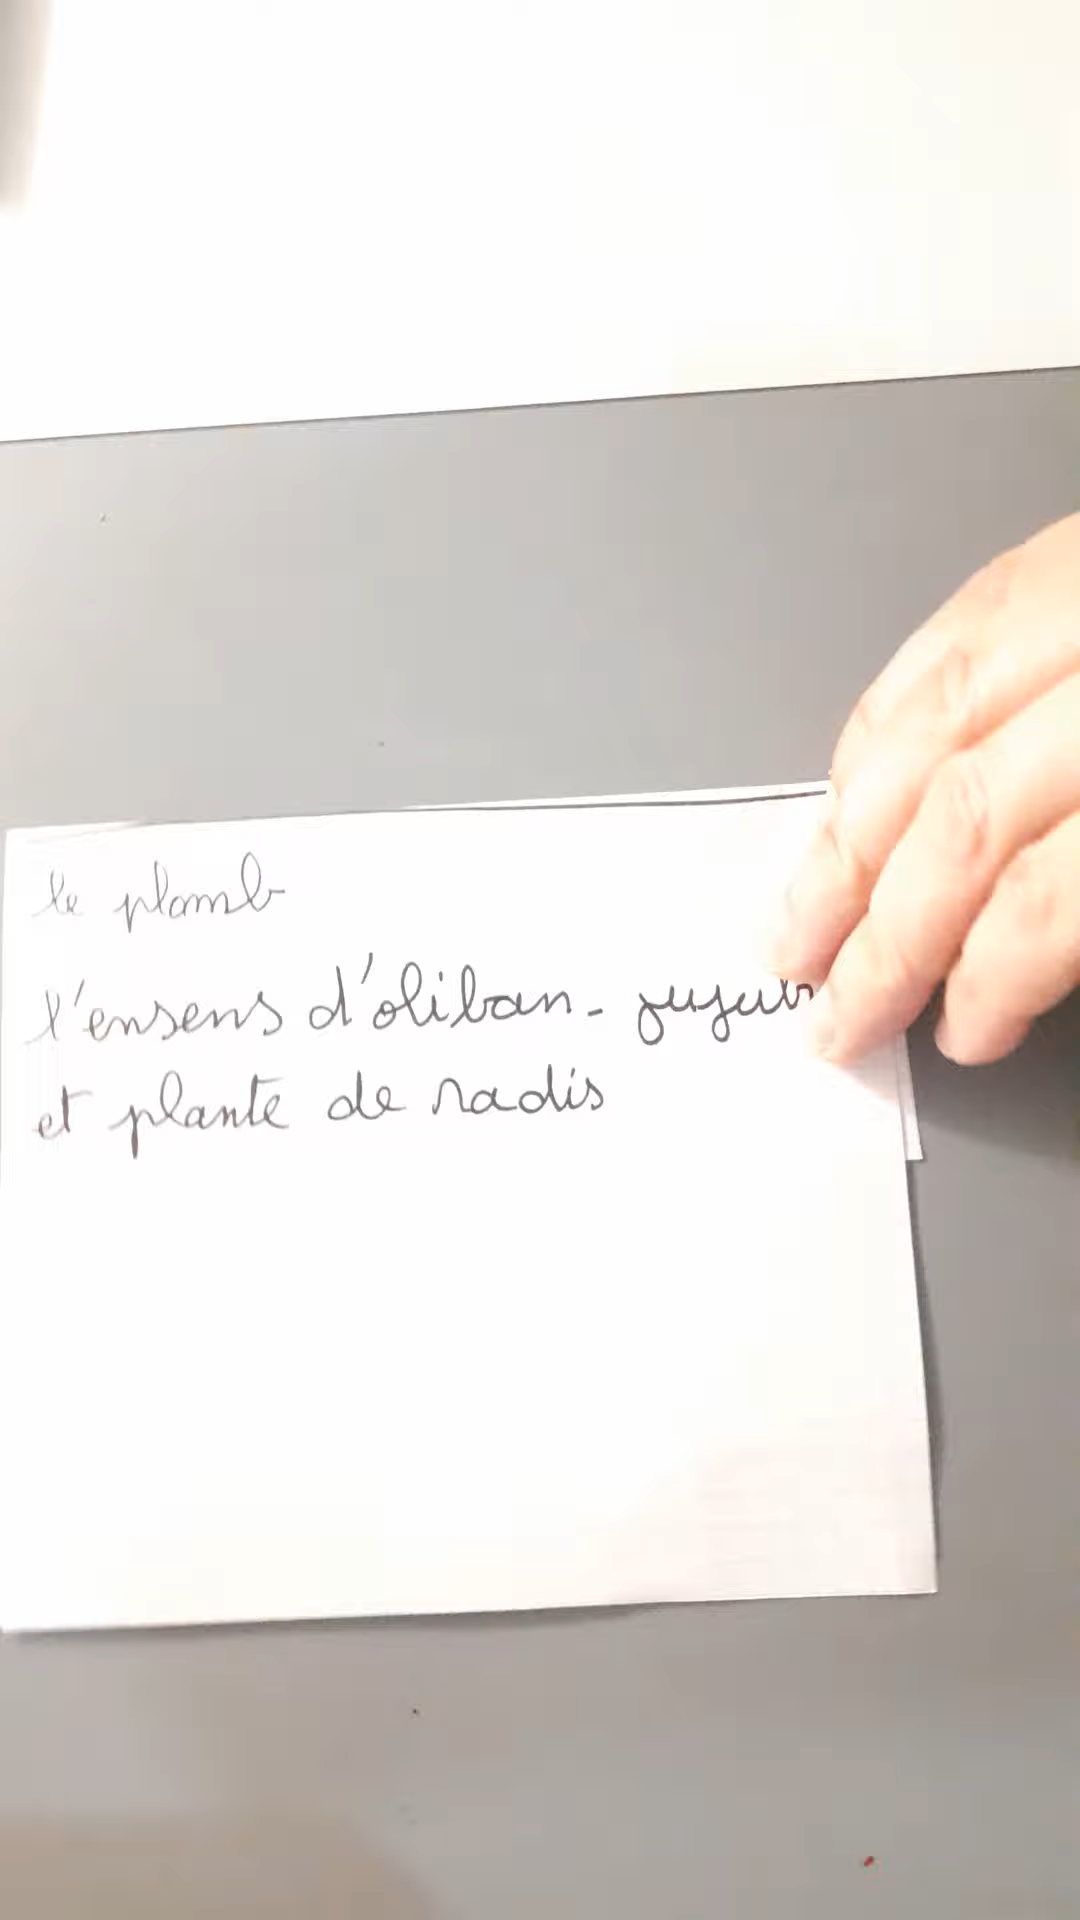 le plomb
l'ensens d'oliban - jujub
et plante de radis